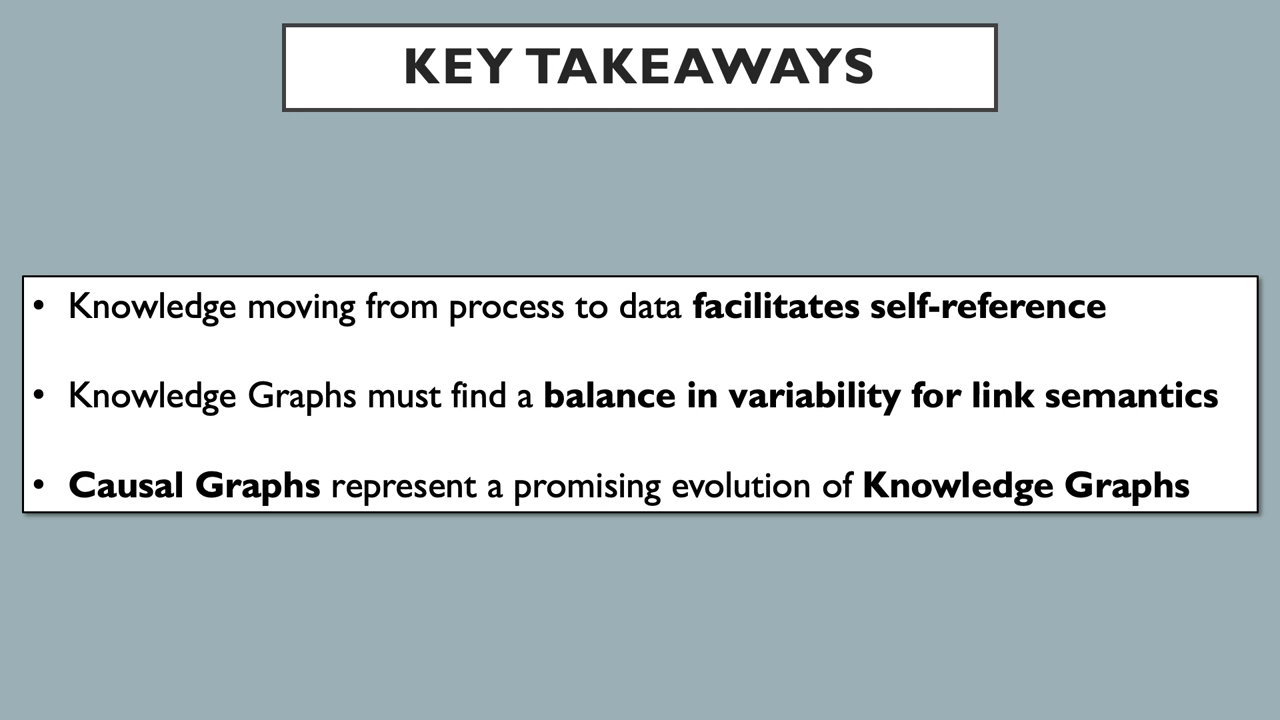 KEY TAKEAWAYS
• Knowledge moving from process to data facilitates self-reference
• Knowledge Graphs must find a balance in variability for link semantics
• Causal Graphs represent a promising evolution of Knowledge Graphs